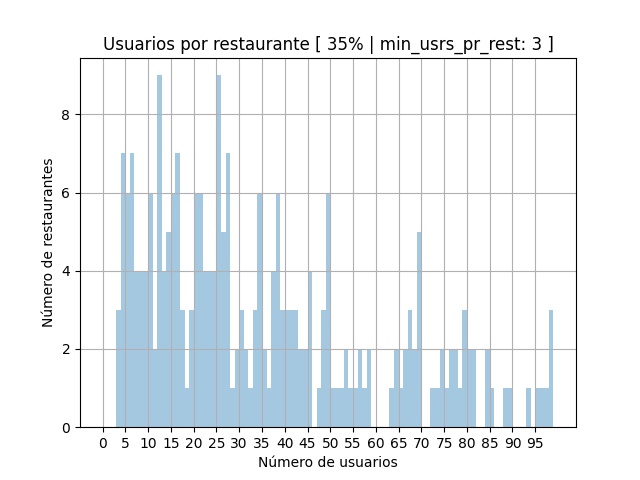 Usuarios por restaurante [ 35% | min_usrs_pr_rest: 3 ]
Número de restaurantes
8
6
4
2
0
0 5 10 15 20 25 30 35 40 45 50 55 60 65 70 75 80 85 90 95
Número de usuarios